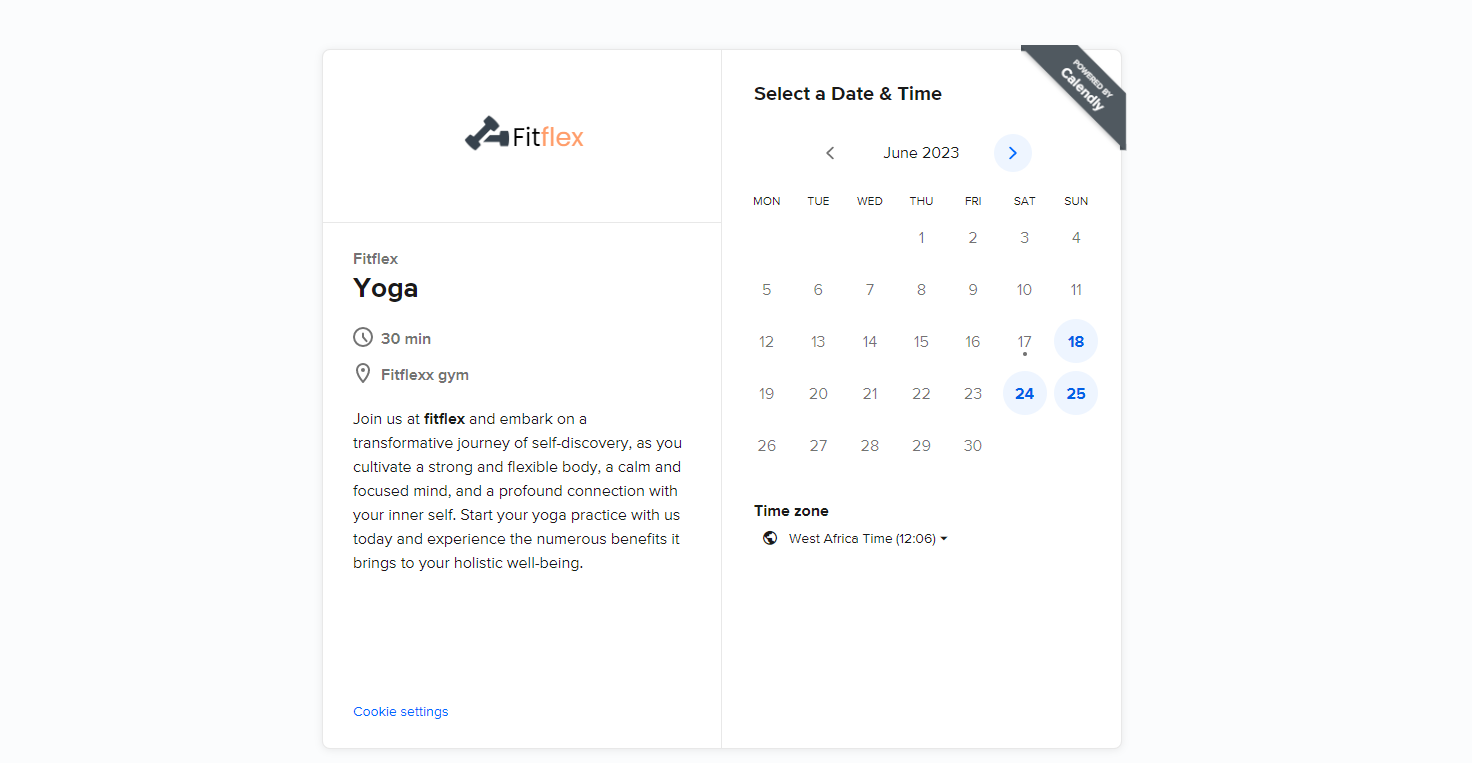 Fitflex
Fitflex
Yoga
30 min
Fitflexx gym
Join us at fitflex and embark on a
transformative journey of self-discovery, as you
cultivate a strong and flexible body, a calm and
focused mind, and a profound connection with
your inner self. Start your yoga practice with us
today and experience the numerous benefits it
brings to your holistic well-being.
Cookie settings
POWERED BY
Calendly
Select a Date & Time
June 2023
MON TUE WED THU FRI SAT SUN
1 2 3 4
5 6 7 8 9 10 11
12 13 14 15 16 17 18
19 20 21 22 23 24 25
26 27 28 29 30
Time zone
West Africa Time (12:06)